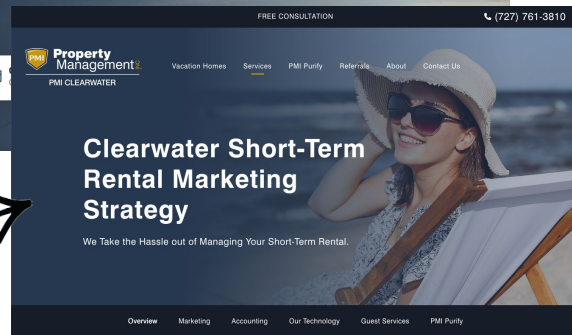 FREE CONSULTATION
(727) 761-3810
PMI
Property
Management
PMI CLEARWATER
Vacation Homes Services PMI Purify Referrals About Contact Us
Clearwater Short-Term
Rental Marketing
Strategy
We Take the Hassle out of Managing Your Short-Term Rental.
Overview Marketing Accounting Our Technology Guest Services PMI Purify